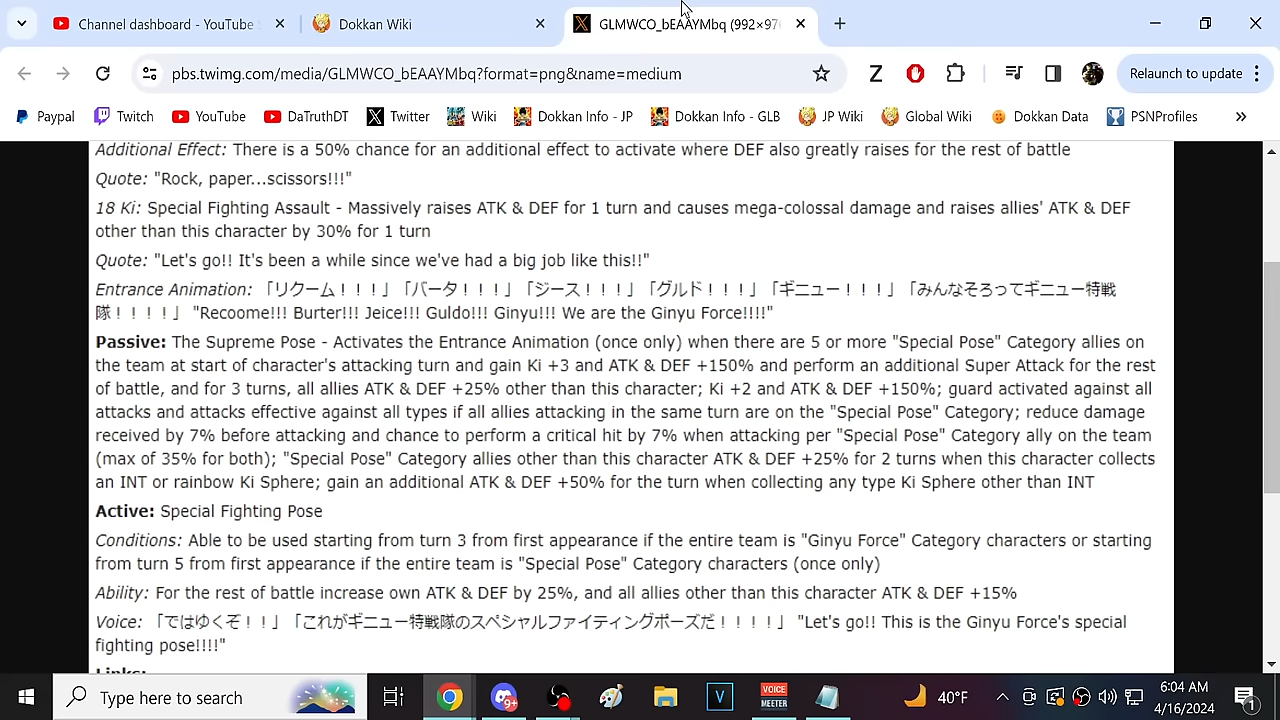 Channel dashboard - YouTube
Dokkan Wiki
GLMWCO_bEAAYMbq (992×97
pbs.twimg.com/media/GLMWCO_bEAAYMbq?format=png&name=medium
Relaunch to update
Paypal
Twitch
YouTube
DaTruthDT
Twitter
Wiki
Dokkan Info - JP
Dokkan Info - GLB
JP Wiki
Global Wiki
Dokkan Data
PSNProfiles
Additional Effect: There is a 50% chance for an additional effect to activate where DEF also greatly raises for the rest of battle
Quote: "Rock, paper...scissors!!!"
18 Ki: Special Fighting Assault - Massively raises ATK & DEF for 1 turn and causes mega-colossal damage and raises allies' ATK & DEF
other than this character by 30% for 1 turn
Quote: "Let's go!! It's been a while since we've had a big job like this!!"
Entrance Animation: 「リクーム！！！」「バータ！！！」「ジース！！！」「グルド！！！」「ギニュー！！！」「みんなそろってギニュー特戦
隊！！！！」 "Recoome!!! Burter!!! Jeice!!! Guldo!!! Ginyu!!! We are the Ginyu Force!!!!"
Passive: The Supreme Pose - Activates the Entrance Animation (once only) when there are 5 or more "Special Pose" Category allies on
the team at start of character's attacking turn and gain Ki +3 and ATK & DEF +150% and perform an additional Super Attack for the rest
of battle, and for 3 turns, all allies ATK & DEF +25% other than this character; Ki +2 and ATK & DEF +150%; guard activated against all
attacks and attacks effective against all types if all allies attacking in the same turn are on the "Special Pose" Category; reduce damage
received by 7% before attacking and chance to perform a critical hit by 7% when attacking per "Special Pose" Category ally on the team
(max of 35% for both); "Special Pose" Category allies other than this character ATK & DEF +25% for 2 turns when this character collects
an INT or rainbow Ki Sphere; gain an additional ATK & DEF +50% for the turn when collecting any type Ki Sphere other than INT
Active: Special Fighting Pose
Conditions: Able to be used starting from turn 3 from first appearance if the entire team is "Ginyu Force" Category characters or starting
from turn 5 from first appearance if the entire team is "Special Pose" Category characters (once only)
Ability: For the rest of battle increase own ATK & DEF by 25%, and all allies other than this character ATK & DEF +15%
Voice: 「ではゆくぞ！！」「これがギニュー特戦隊のスペシャルファイティングポーズだ！！！！」 "Let's go!! This is the Ginyu Force's special
fighting pose!!!!"
Links:
Type here to search
9+
V
VOICE
MEETER
40°F
6:04 AM
4/16/2024
1